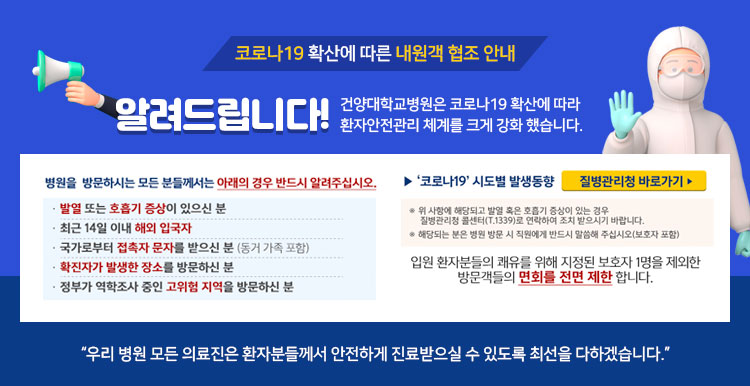 코로나19 확산에 따른 내원객 협조 안내
알려드립니다!
건양대학교병원은 코로나19 확산에 따라
환자안전관리 체계를 크게 강화 했습니다.
병원을 방문하시는 모든 분들께서는 아래의 경우 반드시 알려주십시오.
· 발열 또는 호흡기 증상이 있으신 분
· 최근 14일 이내 해외 입국자
· 국가로부터 접촉자 문자를 받으신 분 (동거 가족 포함)
· 확진자가 발생한 장소를 방문하신 분
· 정부가 역학조사 중인 고위험 지역을 방문하신 분
▶ ‘코로나19’ 시도별 발생동향 질병관리청 바로가기 ▶
※ 위 사항에 해당되고 발열 혹은 호흡기 증상이 있는 경우
질병관리청 콜센터(T.1339)로 연락하여 조치 받으시기 바랍니다.
※ 해당되는 분은 병원 방문 시 직원에게 반드시 말씀해 주십시오(보호자 포함)
입원 환자분들의 쾌유를 위해 지정된 보호자 1명을 제외한
방문객들의 면회를 전면 제한 합니다.
“우리 병원 모든 의료진은 환자분들께서 안전하게 진료받으실 수 있도록 최선을 다하겠습니다.”